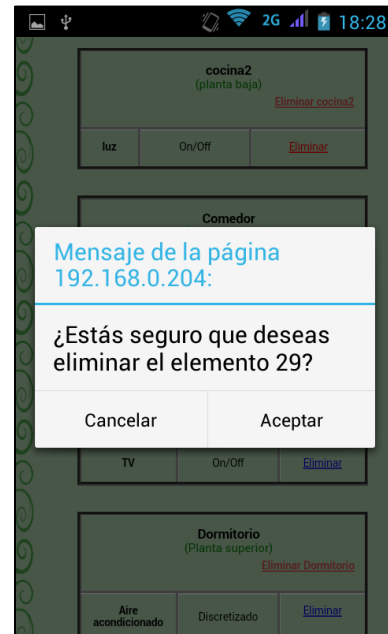 2G 18:28
cocina2
(planta baja)
Eliminar cocina2
luz On/Off Eliminar
Comedor
Mensaje de la página
192.168.0.204:
¿Estás seguro que deseas
eliminar el elemento 29?
Cancelar Aceptar
TV On/Off Eliminar
Dormitorio
(Planta superior)
Eliminar Dormitorio
Aire
acondicionado Discretizado Eliminar